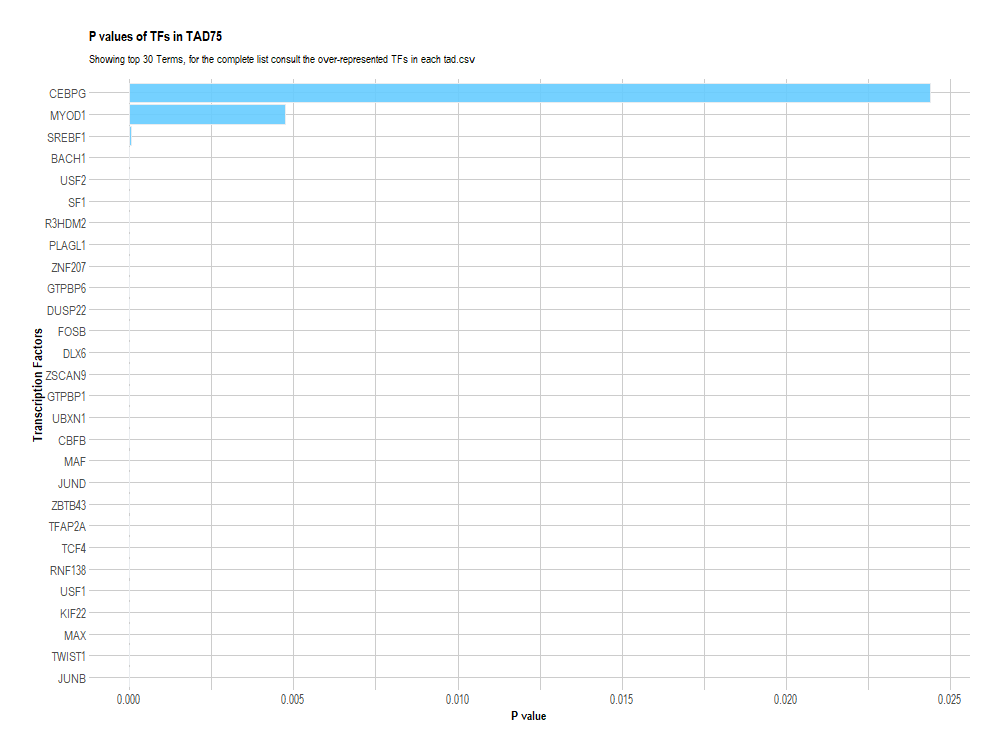 P values of TFs in TAD75
Showing top 30 Terms, for the complete list consult the over-represented TFs in each tad.csv
CEBPG
MYOD1
SREBF1
BACH1
USF2
SF1
R3HDM2
PLAGL1
ZNF207
GTPBP6
DUSP22
FOSB
DLX6
ZSCAN9
GTPBP1
UBXN1
CBFB
MAF
JUND
ZBTB43
TFAP2A
TCF4
RNF138
USF1
KIF22
MAX
TWIST1
JUNB
Transcription Factors
0.000 0.005 0.010 0.015 0.020 0.025
P value